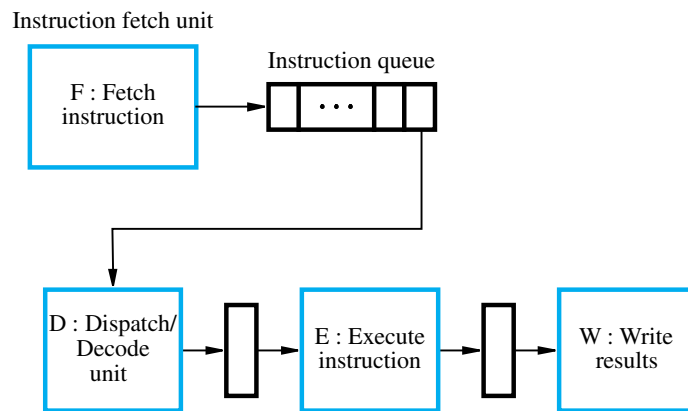 Instruction fetch unit
Instruction queue
F : Fetch
instruction
. . .
D : Dispatch/
Decode
unit
E : Execute
instruction
W : Write
results